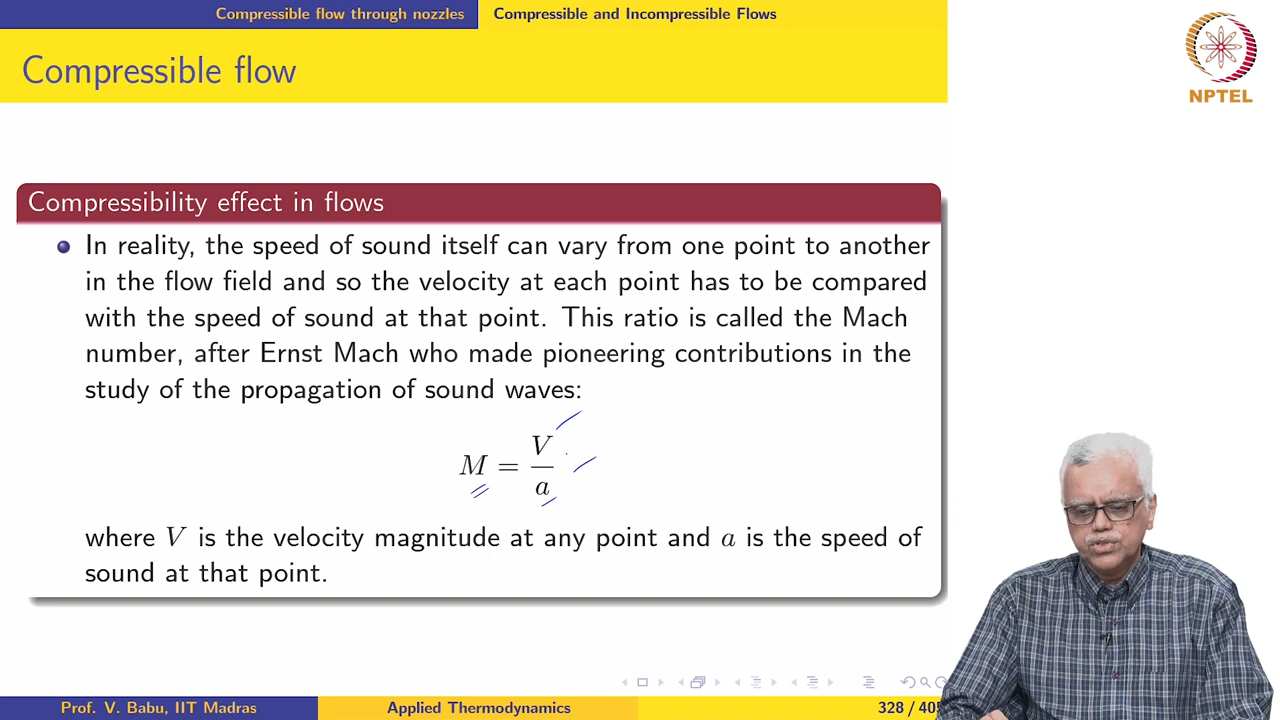 Compressible flow through nozzles Compressible and Incompressible Flows
Compressible flow
NPTEL
Compressibility effect in flows
In reality, the speed of sound itself can vary from one point to another
in the flow field and so the velocity at each point has to be compared
with the speed of sound at that point. This ratio is called the Mach
number, after Ernst Mach who made pioneering contributions in the
study of the propagation of sound waves:
M = V/a
where V is the velocity magnitude at any point and a is the speed of
sound at that point.
Prof. V. Babu, IIT Madras Applied Thermodynamics 328 / 405